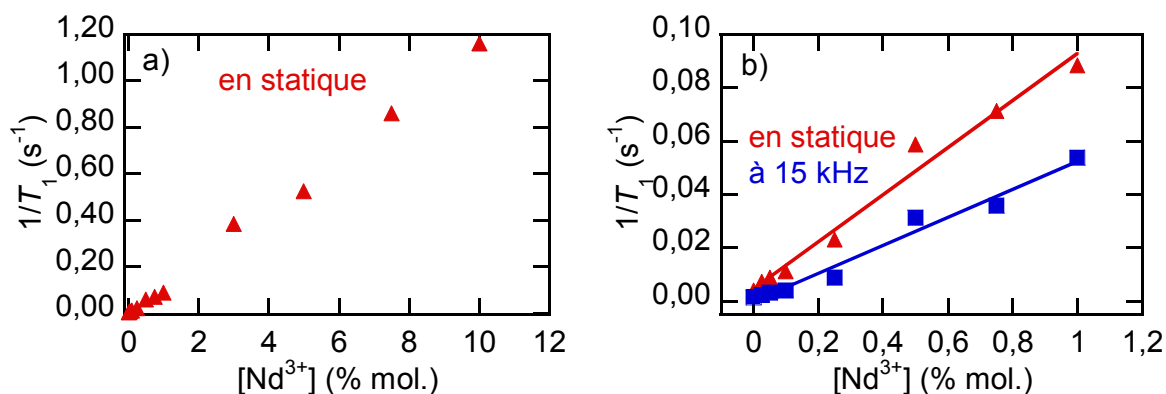 1,20
1,00
0,80
0,60
0,40
0,20
0,00
1/T1 (s-1)
a)
en statique
0 2 4 6 8 10 12
[Nd3+] (% mol.)
0,10
0,08
0,06
0,04
0,02
0,00
1/T1 (s-1)
b)
en statique
à 15 kHz
0 0,2 0,4 0,6 0,8 1 1,2
[Nd3+] (% mol.)